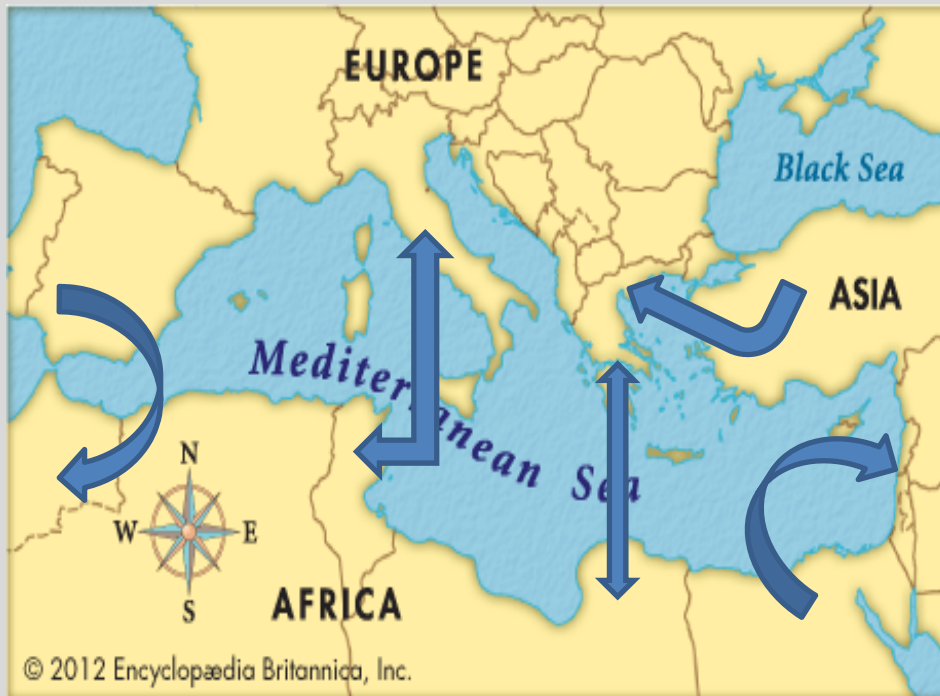 EUROPE
Black Sea
ASIA
Mediterranean Sea
N
W E
S
AFRICA
© 2012 Encyclopædia Britannica, Inc.